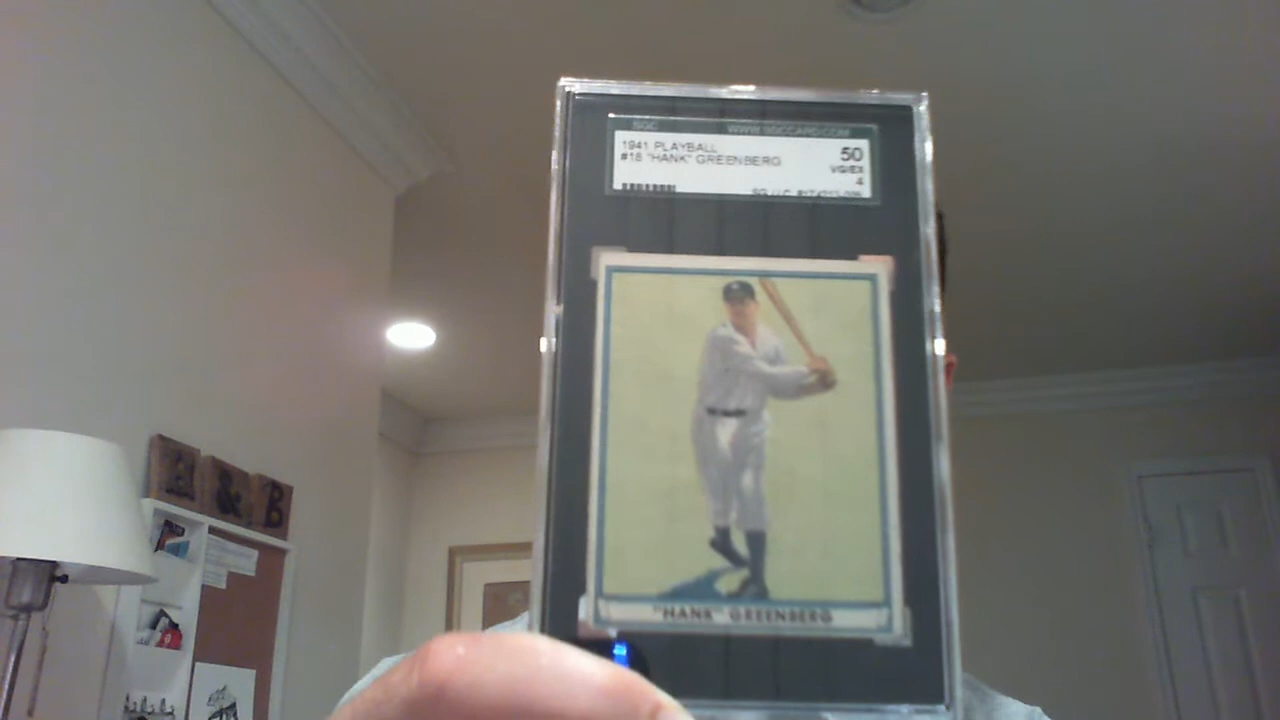 SGC WWW.SGCCARD.COM
1941 PLAYBALL 50
#18 "HANK" GREENBERG VG/EX
4
"HANK" GREENBERG
A & B